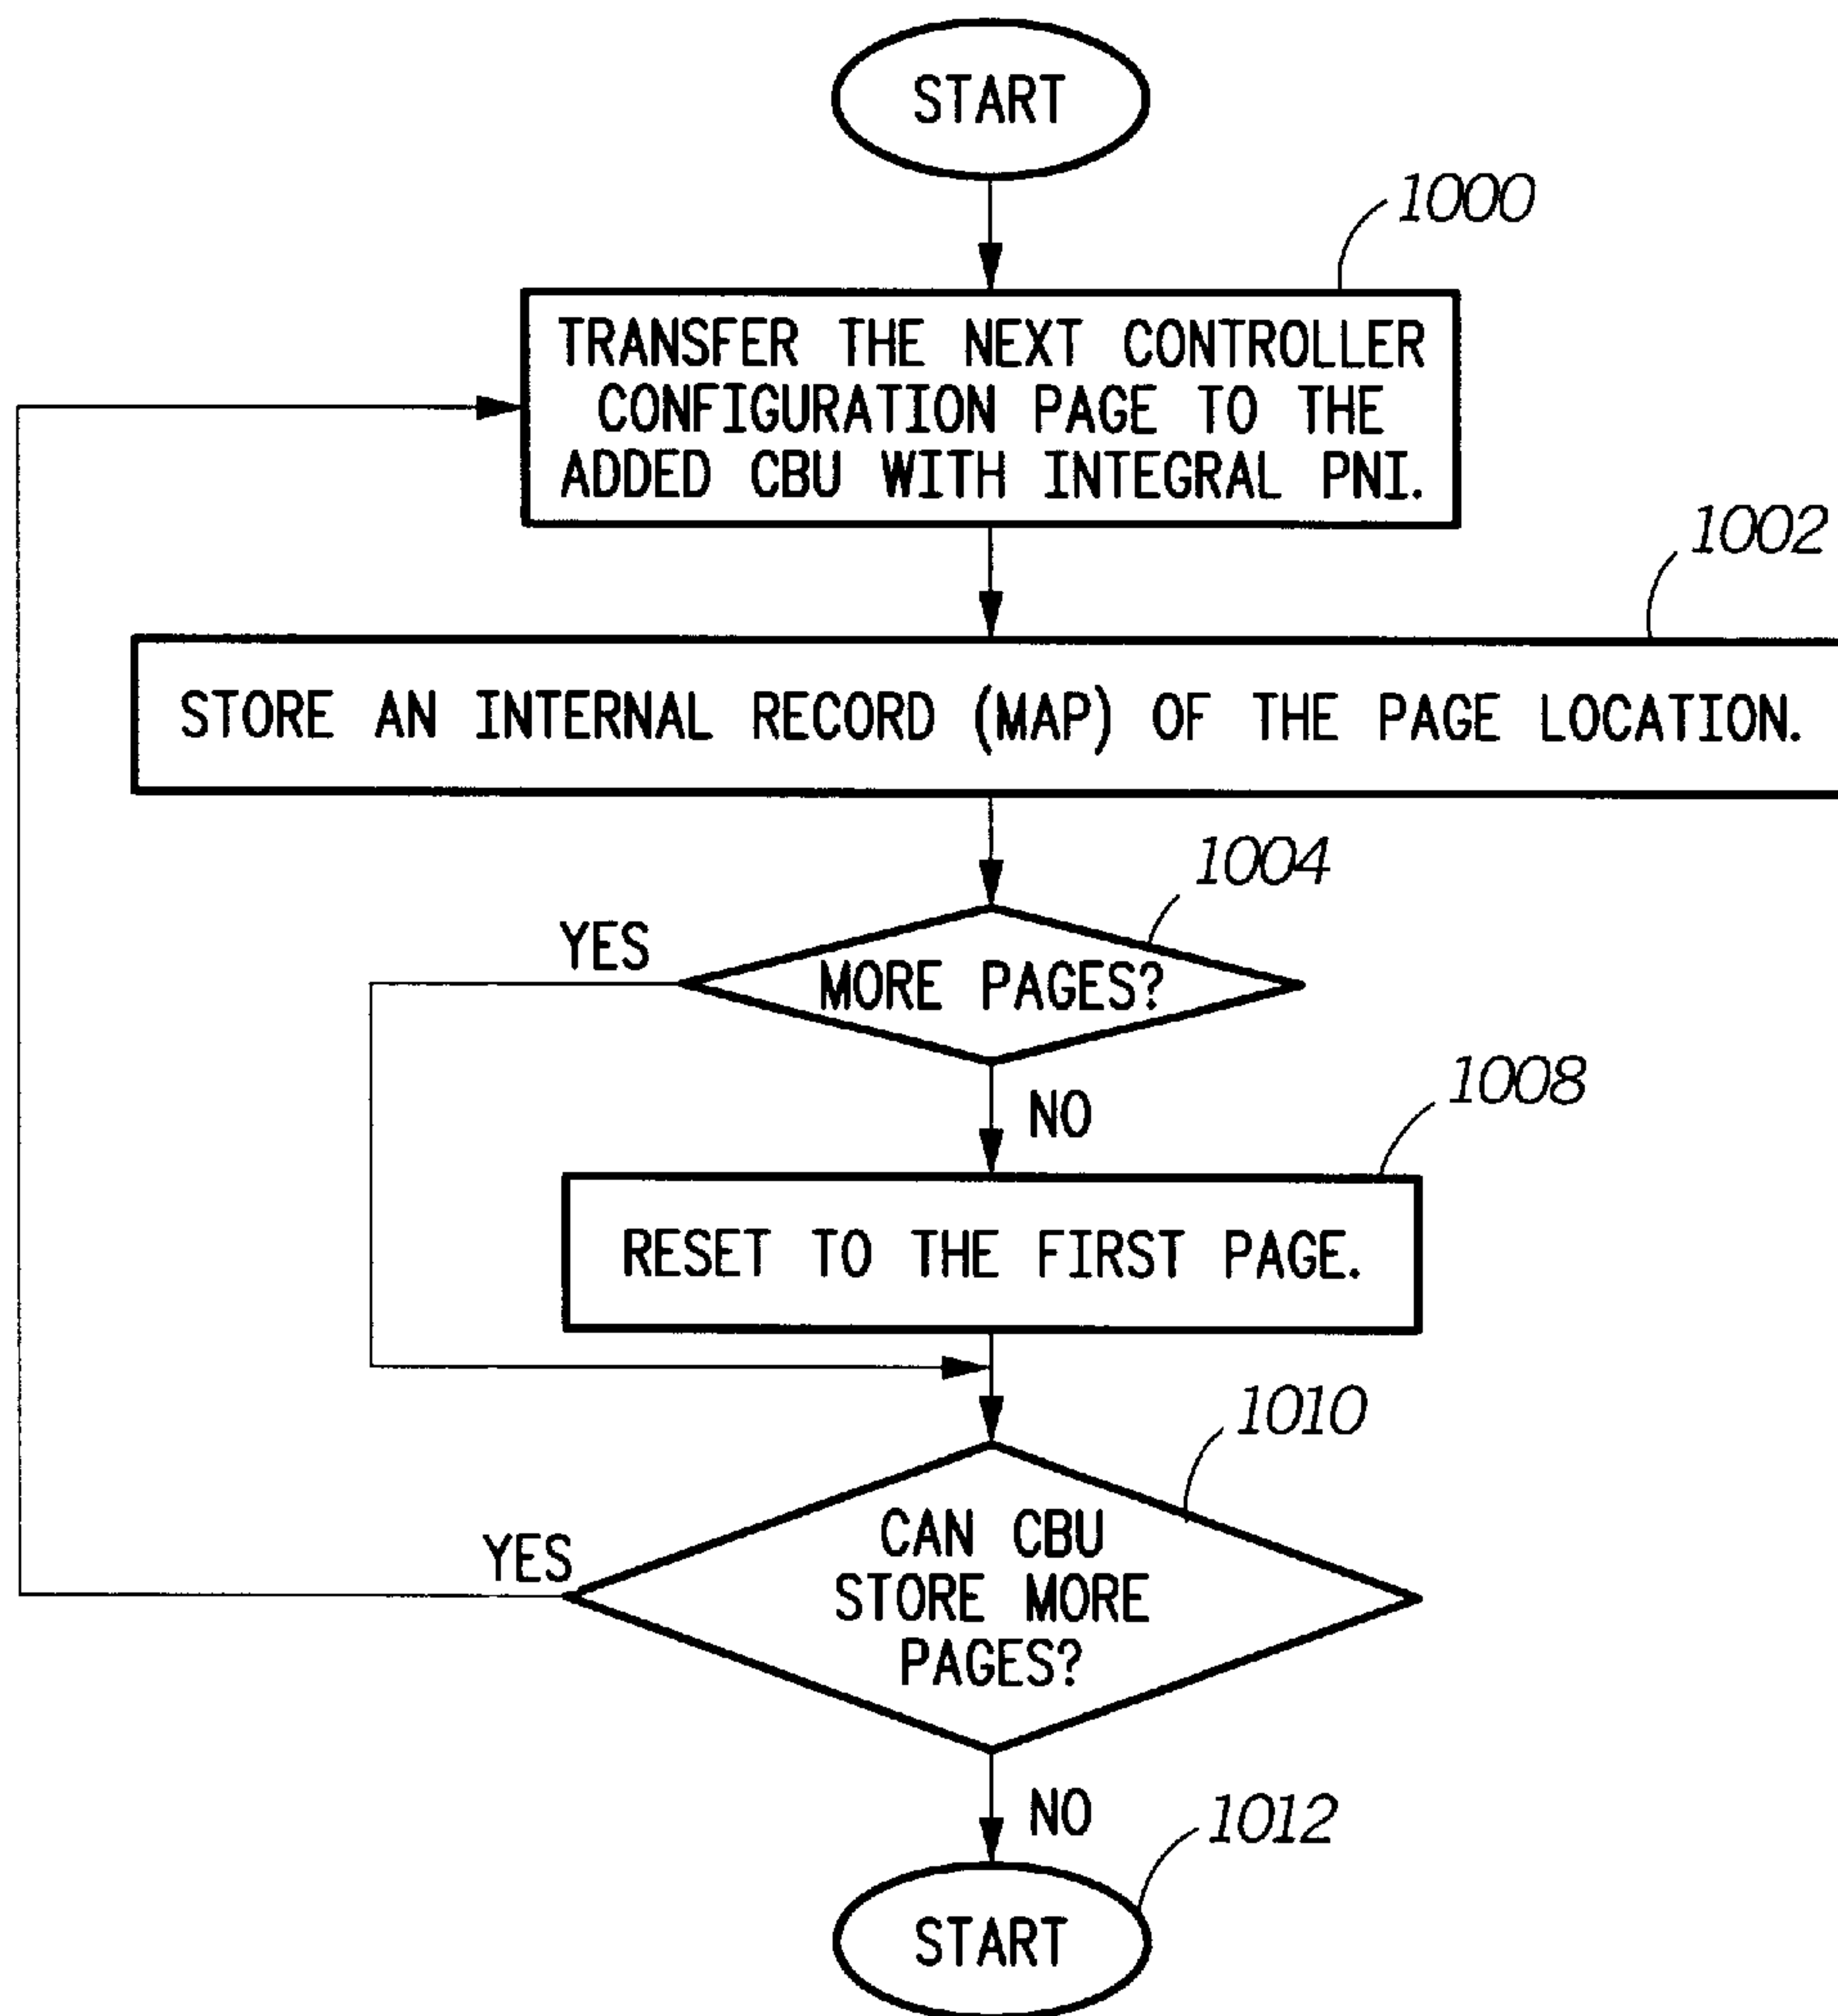 START
1000
TRANSFER THE NEXT CONTROLLER
CONFIGURATION PAGE TO THE
ADDED CBU WITH INTEGRAL PNI.
1002
STORE AN INTERNAL RECORD (MAP) OF THE PAGE LOCATION.
1004
YES
MORE PAGES?
NO
1008
RESET TO THE FIRST PAGE.
1010
YES
CAN CBU
STORE MORE
PAGES?
NO
1012
START